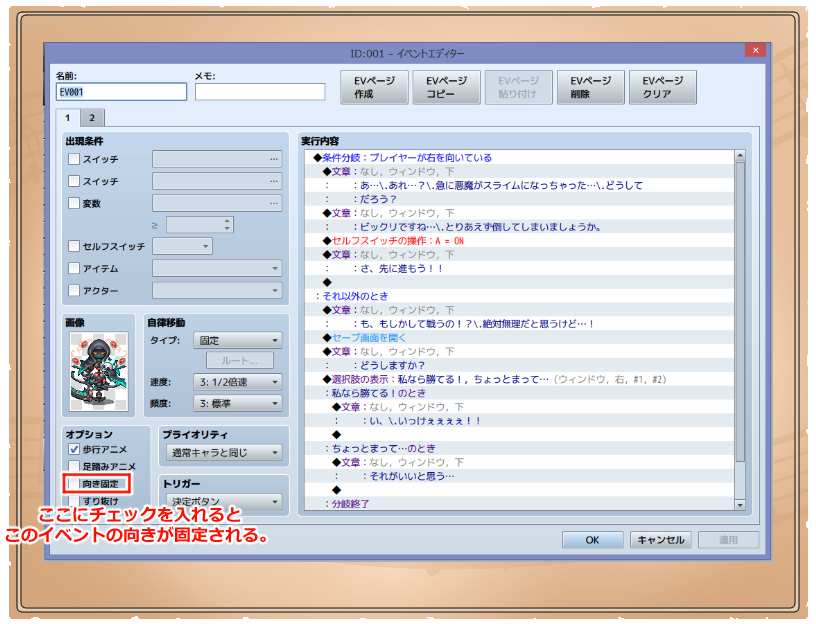 ID:001 - イベントエディター
名前:
メモ:
EV001
EVページ
作成
EVページ
コピー
EVページ
貼り付け
EVページ
削除
EVページ
クリア
1
2
出現条件
スイッチ
...
スイッチ
...
変数
...
≥
セルフスイッチ
アイテム
アクター
画像
自律移動
タイプ:
固定
ルート...
速度:
3: 1/2倍速
頻度:
3: 標準
オプション
歩行アニメ
足踏みアニメ
向き固定
すり抜け
プライオリティ
通常キャラと同じ
トリガー
決定ボタン
ここにチェックを入れると
このイベントの向きが固定される。
実行内容
◆条件分岐：プレイヤーが右を向いている
◆文章：なし, ウィンドウ, 下
：　：あ…\.あれ…？\.急に悪魔がスライムになっちゃった…\.どうして
：　：だろう？
◆文章：なし, ウィンドウ, 下
：　：ビックリですね…\.とりあえず倒してしまいましょうか。
◆セルフスイッチの操作：A = ON
◆文章：なし, ウィンドウ, 下
：　：さ、先に進もう！！
◆
：それ以外のとき
◆文章：なし, ウィンドウ, 下
：　：も、もしかして戦うの！？\.絶対無理だと思うけど…！
◆セーブ画面を開く
◆文章：なし, ウィンドウ, 下
：　：どうしますか？
◆選択肢の表示：私なら勝てる！, ちょっとまって… (ウィンドウ, 右, #1, #2)
：私なら勝てる！のとき
◆文章：なし, ウィンドウ, 下
：　：い、\.いっけぇぇぇぇ！！
◆
：ちょっとまって…のとき
◆文章：なし, ウィンドウ, 下
：　：それがいいと思う…
◆
：分岐終了
OK
キャンセル
適用